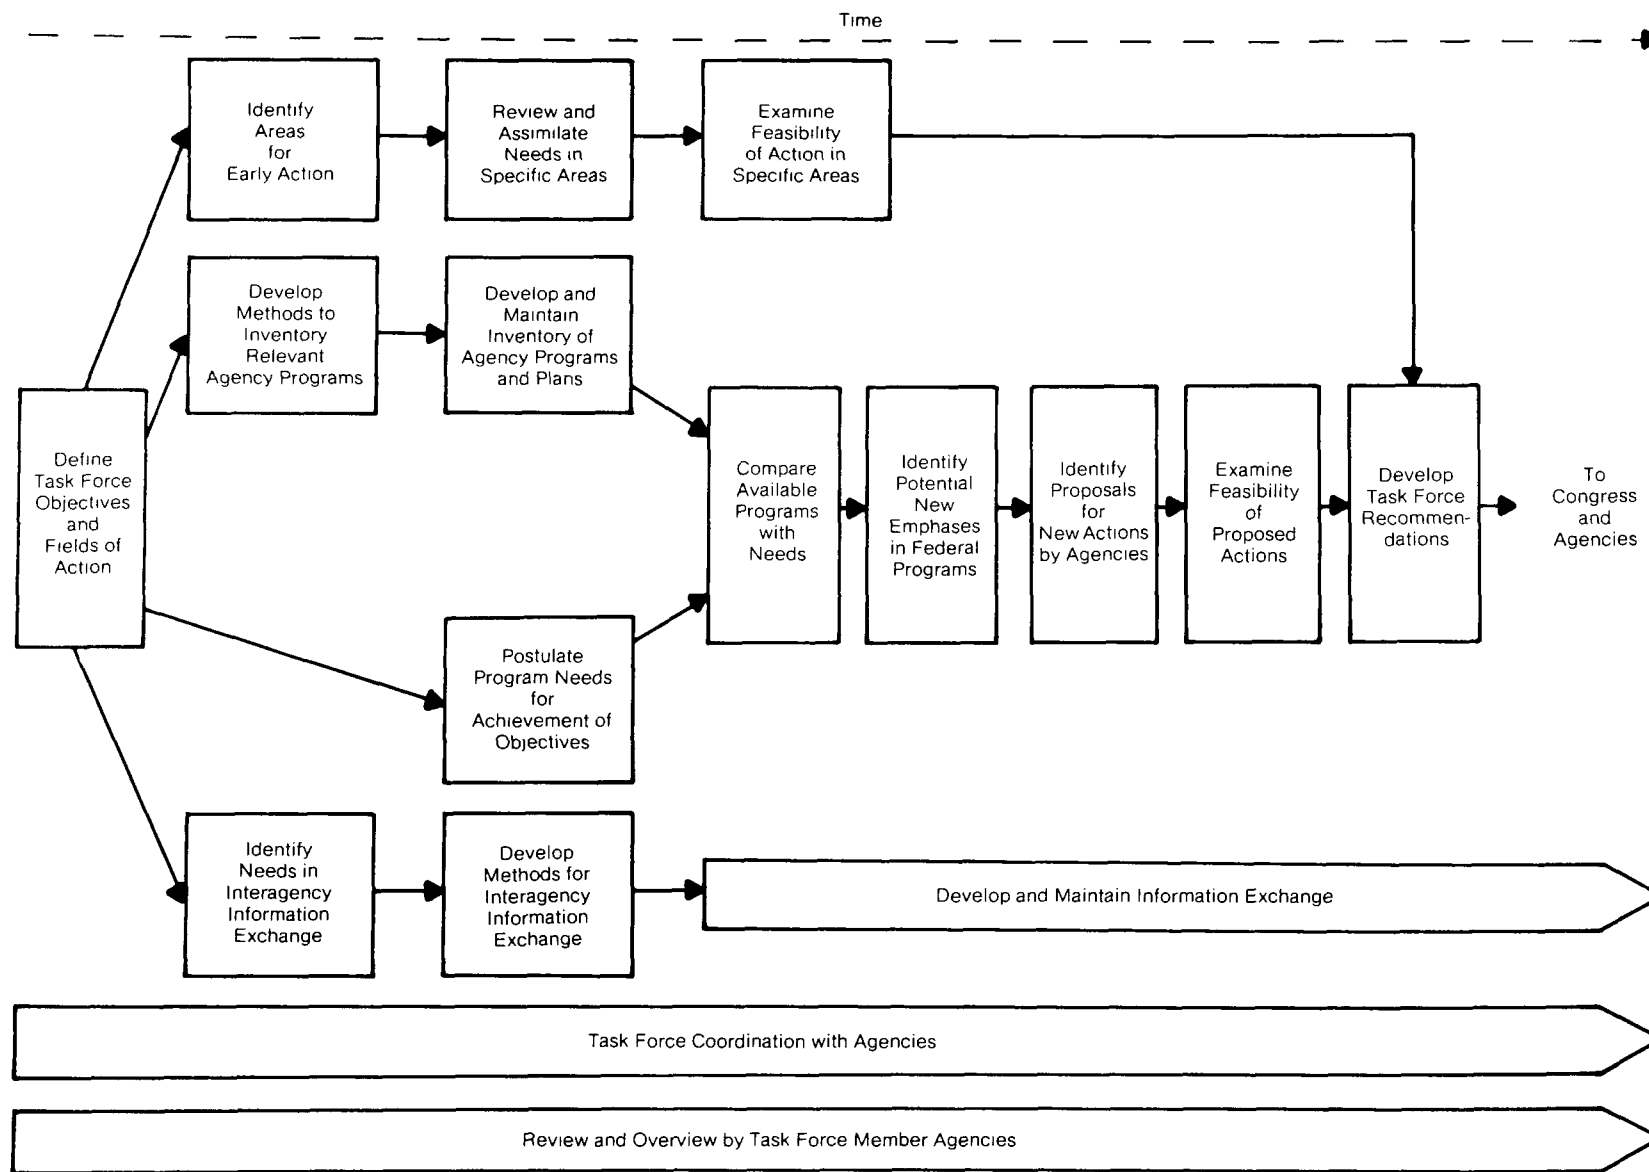 Time
Identify
Areas
for
Early Action
Review and
Assimilate
Needs in
Specific Areas
Examine
Feasibility
of Action in
Specific Areas
Develop
Methods to
Inventory
Relevant
Agency Programs
Develop and
Maintain
Inventory of
Agency Programs
and Plans
Define
Task Force
Objectives
and
Fields of
Action
Compare
Available
Programs
with
Needs
Identify
Potential
New
Emphases
in Federal
Programs
Identify
Proposals
for
New Actions
by Agencies
Examine
Feasibility
of
Proposed
Actions
Develop
Task Force
Recommen-
dations
To
Congress
and
Agencies
Postulate
Program Needs
for
Achievement of
Objectives
Identify
Needs in
Interagency
Information
Exchange
Develop
Methods for
Interagency
Information
Exchange
Develop and Maintain Information Exchange
Task Force Coordination with Agencies
Review and Overview by Task Force Member Agencies